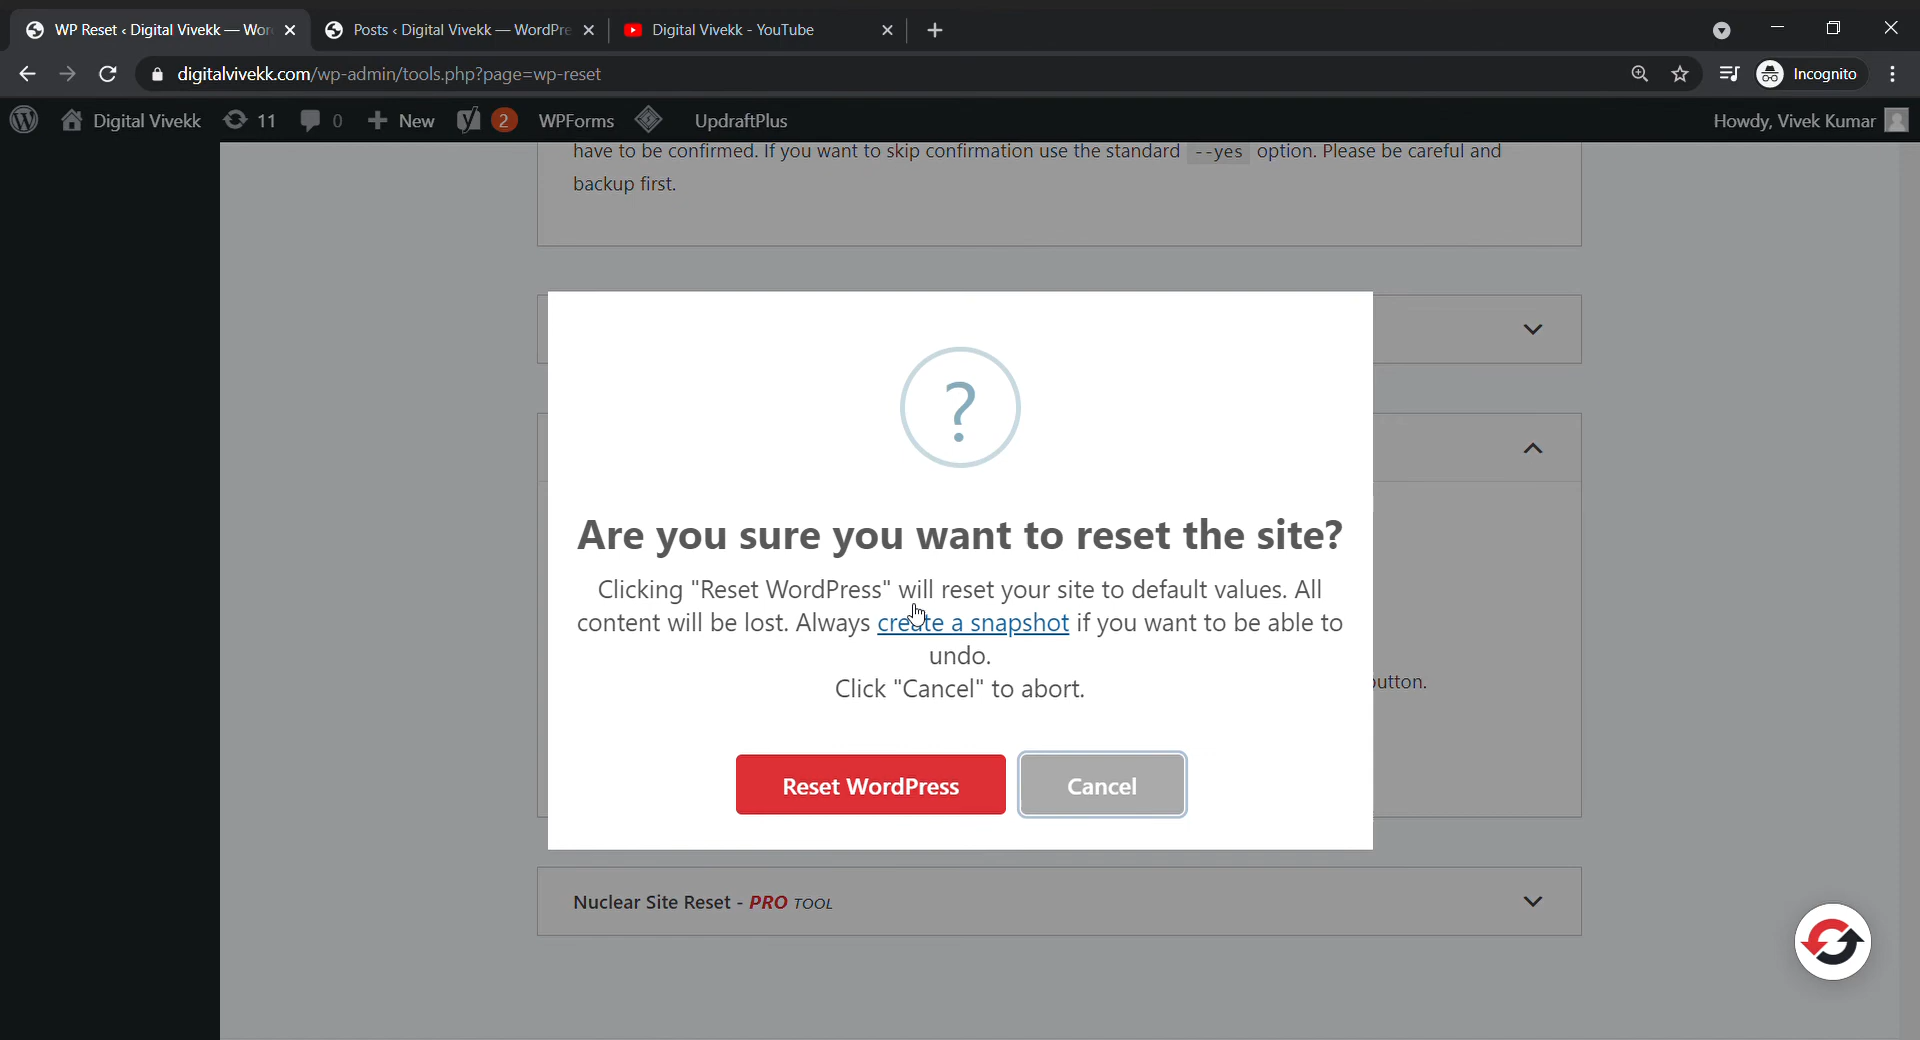 WP Reset ‹ Digital Vivekk — Wor
Posts ‹ Digital Vivekk — WordPre
Digital Vivekk - YouTube
digitalvivekk.com/wp-admin/tools.php?page=wp-reset
Incognito
Digital Vivekk
11
0
New
2
WPForms
UpdraftPlus
Howdy, Vivek Kumar
have to be confirmed. If you want to skip confirmation use the standard --yes option. Please be careful and
backup first.
?
Are you sure you want to reset the site?
Clicking "Reset WordPress" will reset your site to default values. All
content will be lost. Always create a snapshot if you want to be able to
undo.
Click "Cancel" to abort.
button.
Reset WordPress
Cancel
Nuclear Site Reset - PRO TOOL